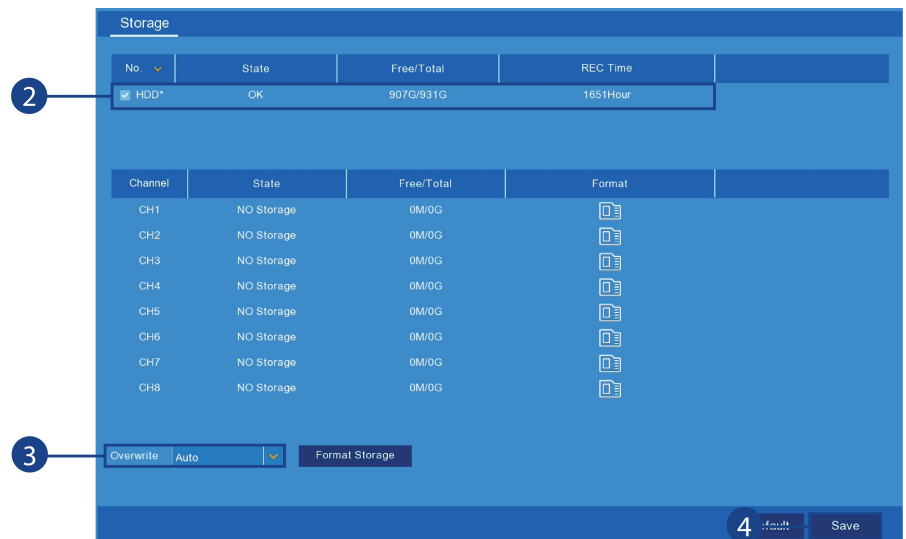 Storage
No. State Free/Total REC Time
2 HDD* OK 907G/931G 1651Hour
Channel State Free/Total Format
CH1 NO Storage 0M/0G
CH2 NO Storage 0M/0G
CH3 NO Storage 0M/0G
CH4 NO Storage 0M/0G
CH5 NO Storage 0M/0G
CH6 NO Storage 0M/0G
CH7 NO Storage 0M/0G
CH8 NO Storage 0M/0G
3 Overwrite Auto Format Storage
4 efault Save